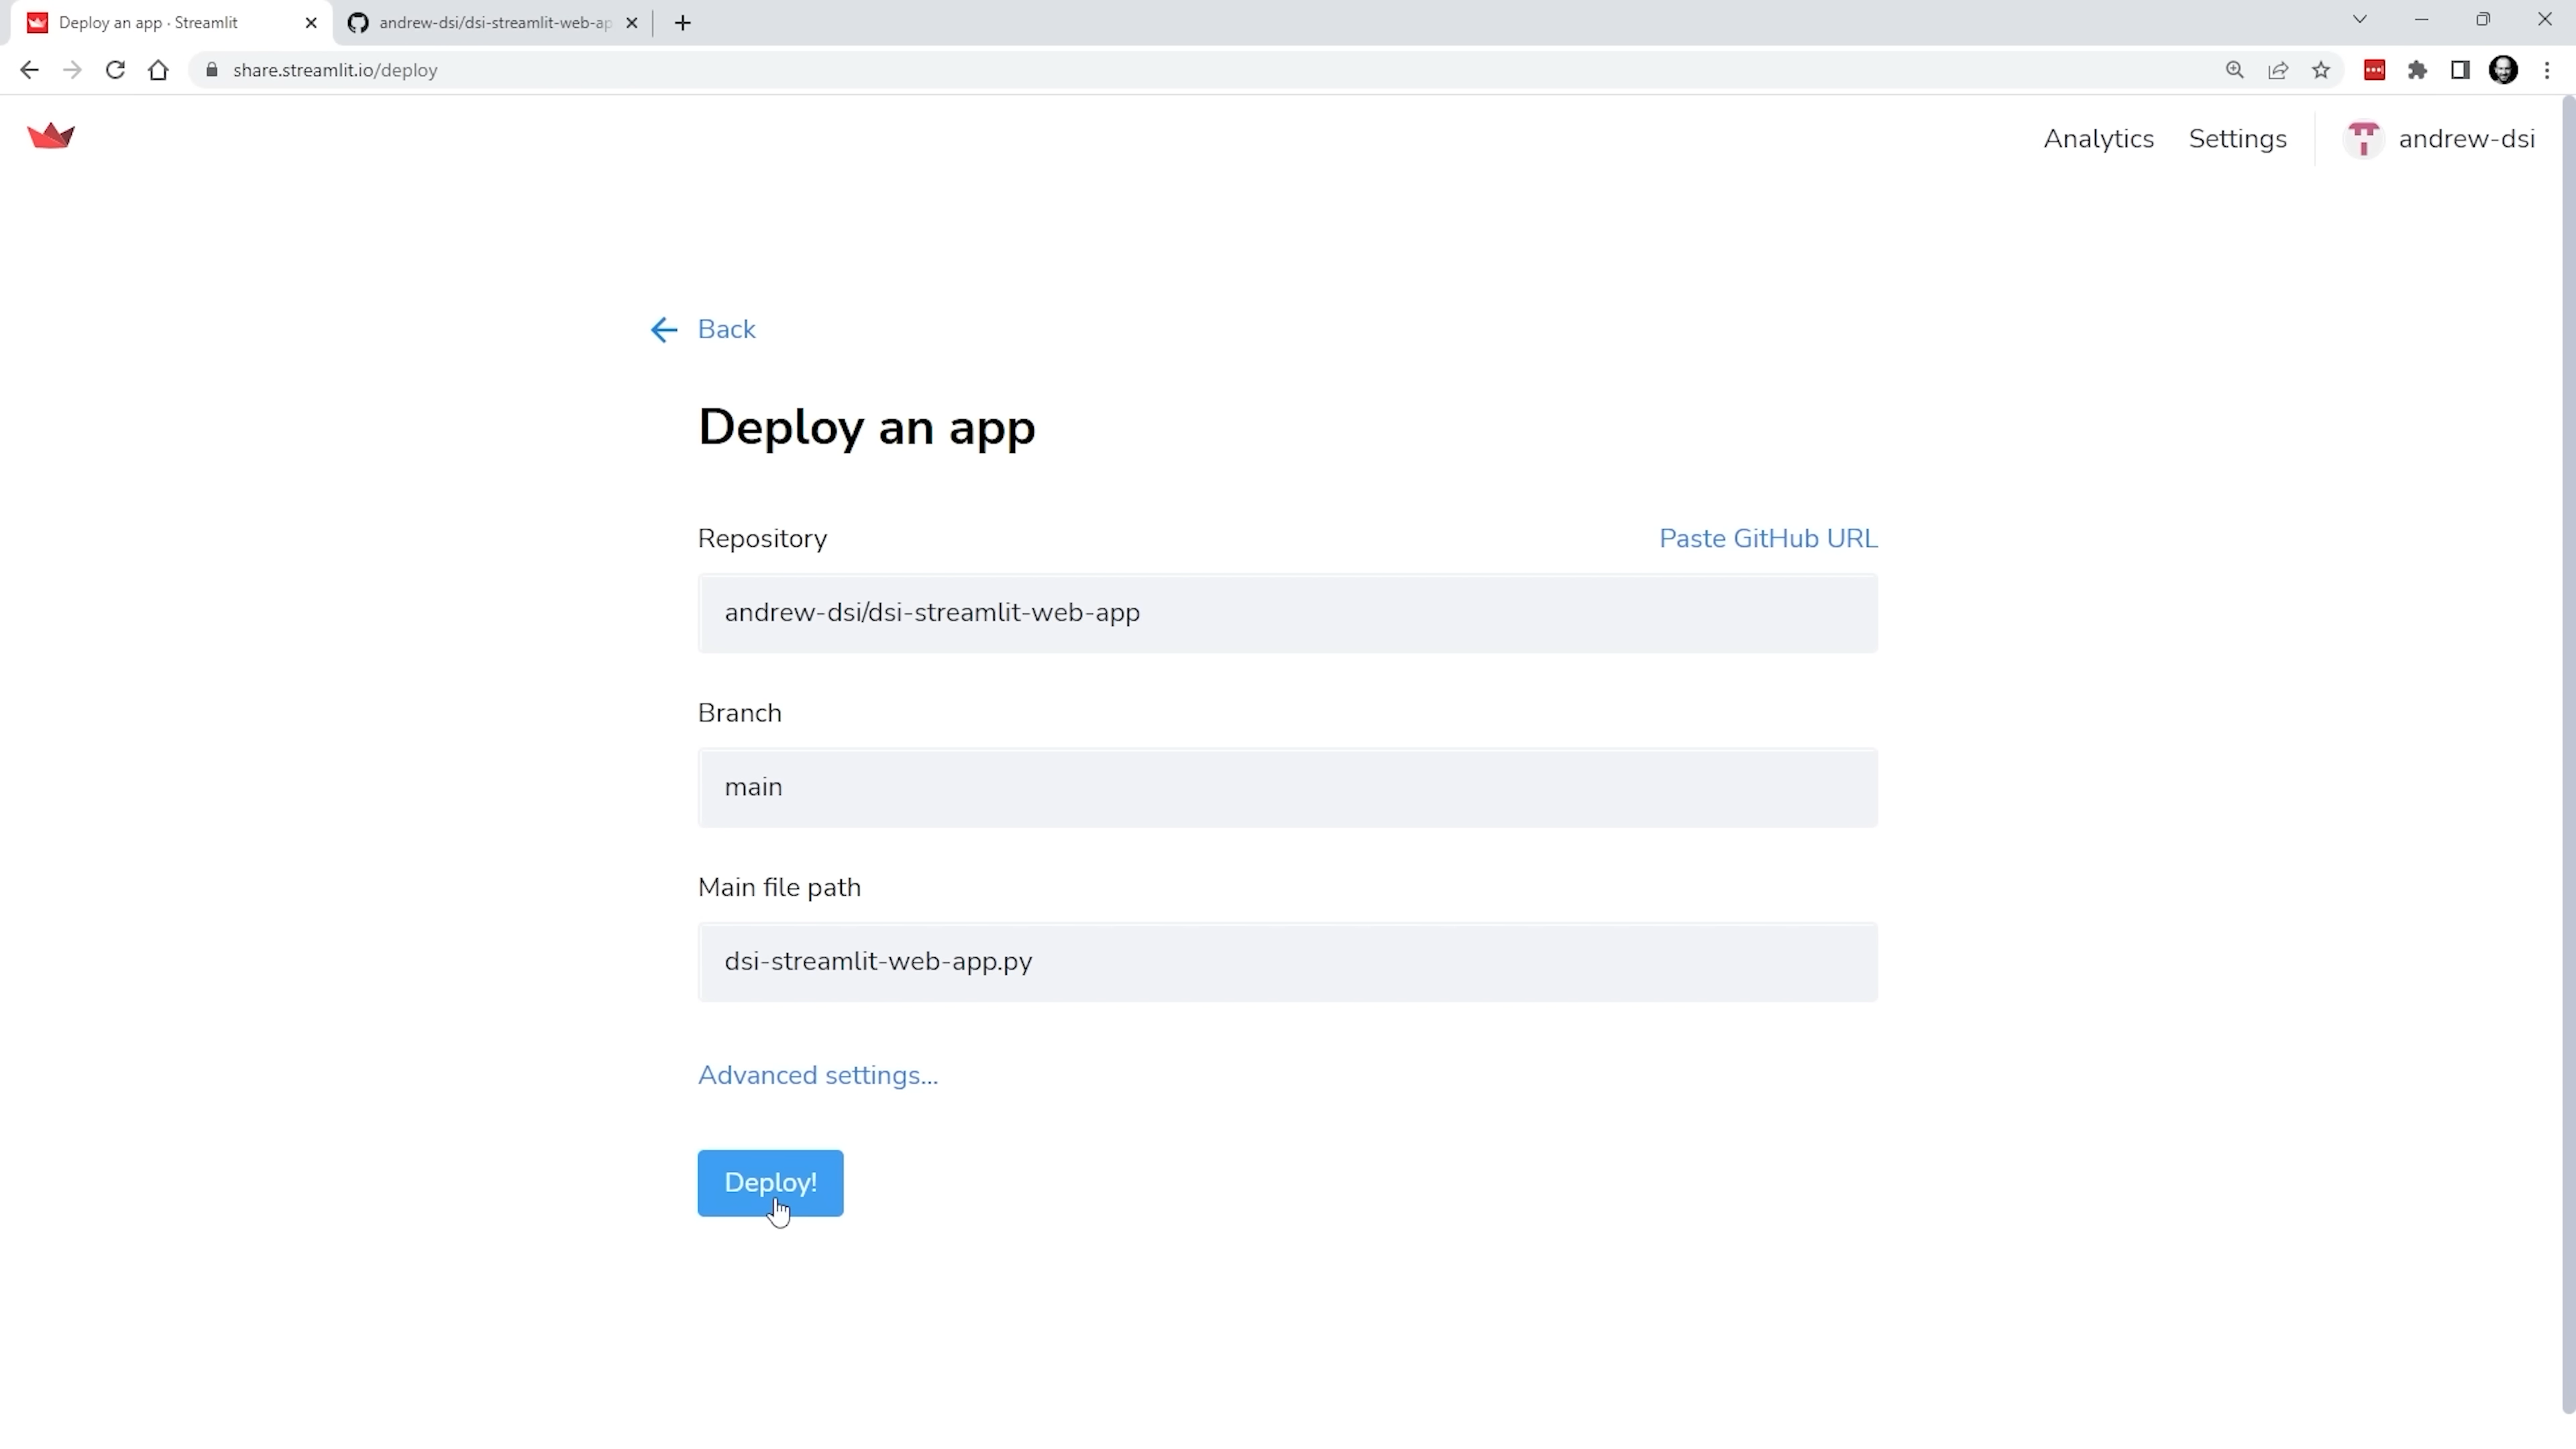 Deploy an app · Streamlit
andrew-dsi/dsi-streamlit-web-ap
share.streamlit.io/deploy
Analytics Settings andrew-dsi
Back
Deploy an app
Repository Paste GitHub URL
andrew-dsi/dsi-streamlit-web-app
Branch
main
Main file path
dsi-streamlit-web-app.py
Advanced settings...
Deploy!